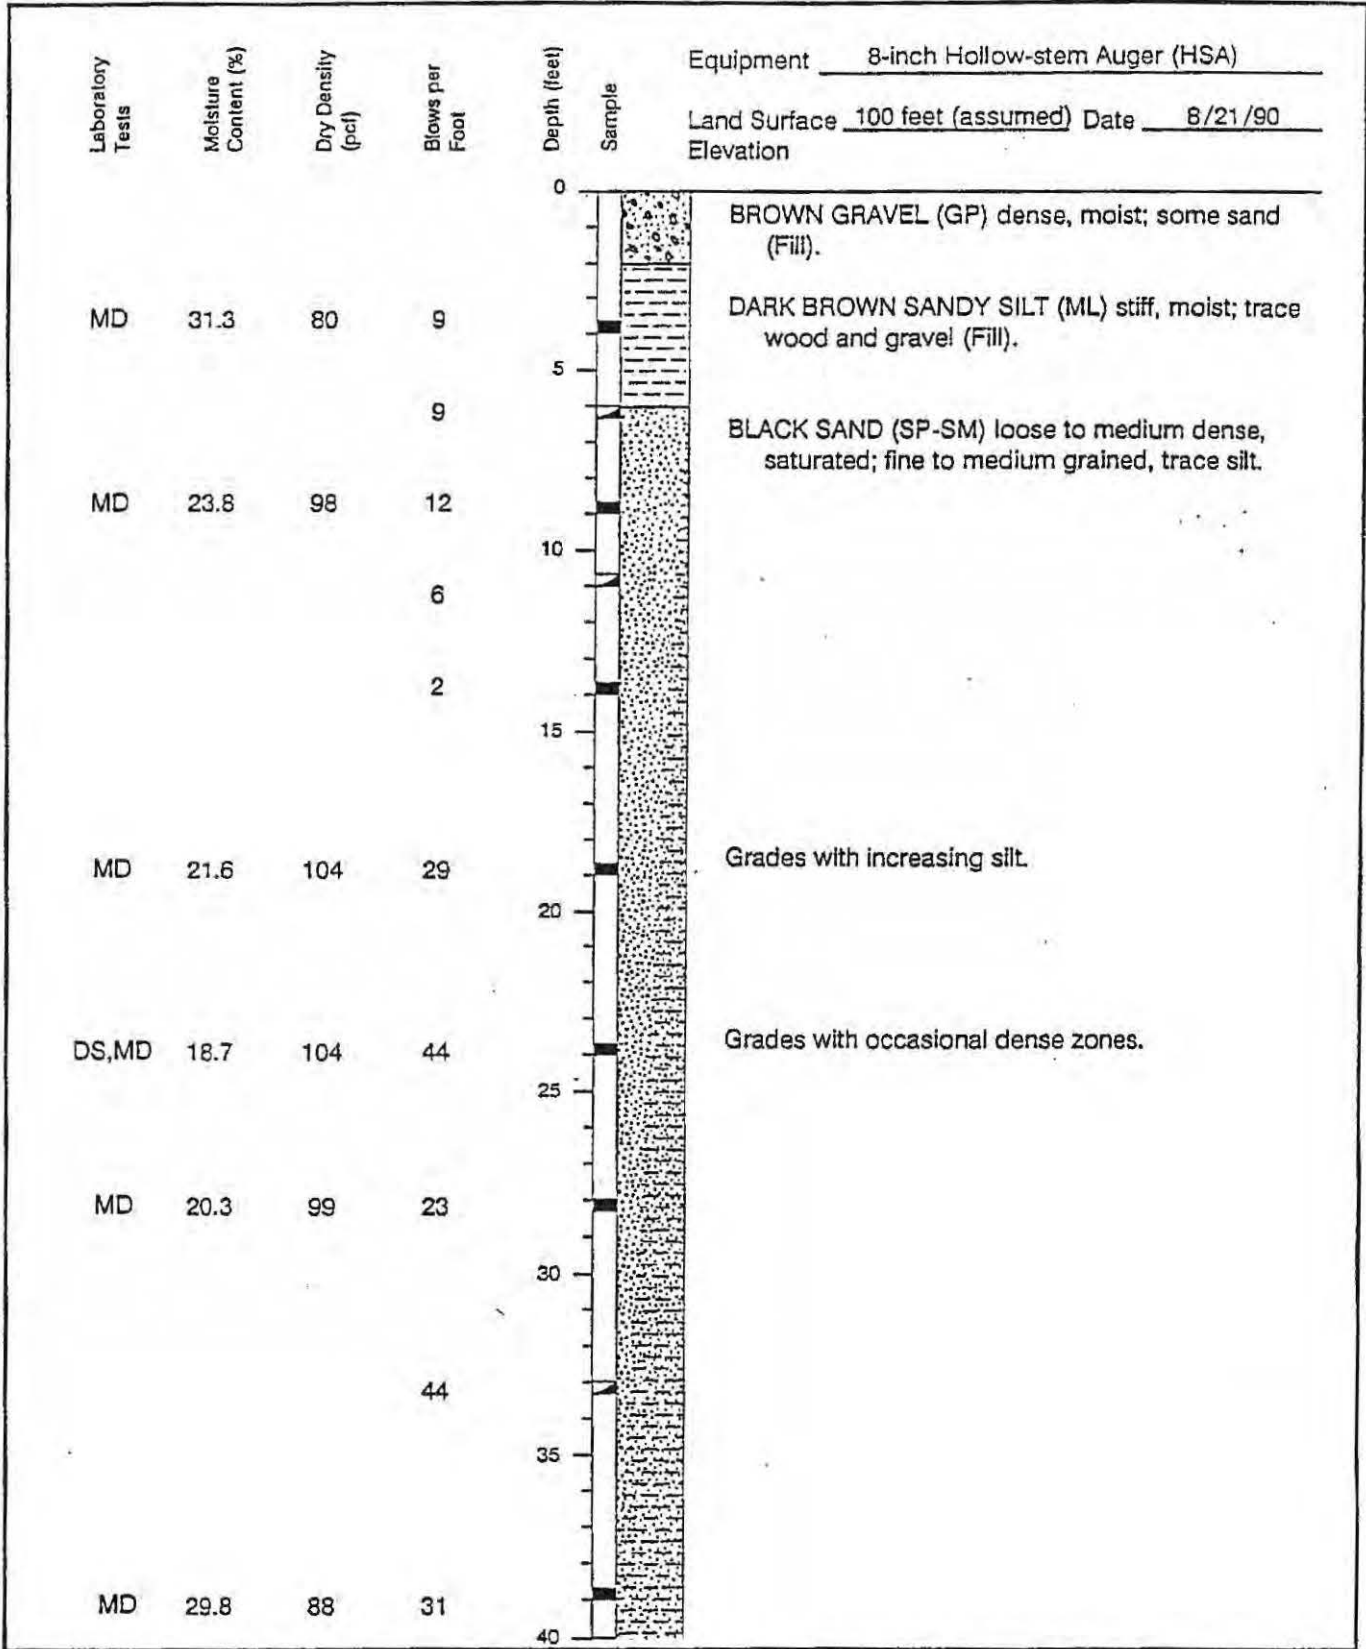 Laboratory
Tests
Moisture
Content (%)
Dry Density
(pcf)
Blows per
Foot
Depth (feet)
Sample
Equipment 8-inch Hollow-stem Auger (HSA)
Land Surface 100 feet (assumed) Date 8/21/90
Elevation
0
BROWN GRAVEL (GP) dense, moist; some sand
(Fill).
MD 31.3 80 9
DARK BROWN SANDY SILT (ML) stiff, moist; trace
wood and gravel (Fill).
5
9
BLACK SAND (SP-SM) loose to medium dense,
saturated; fine to medium grained, trace silt.
MD 23.8 98 12
10
6
2
15
MD 21.6 104 29
Grades with increasing silt.
20
DS,MD 18.7 104 44
Grades with occasional dense zones.
25
MD 20.3 99 23
30
44
35
MD 29.8 88 31
40